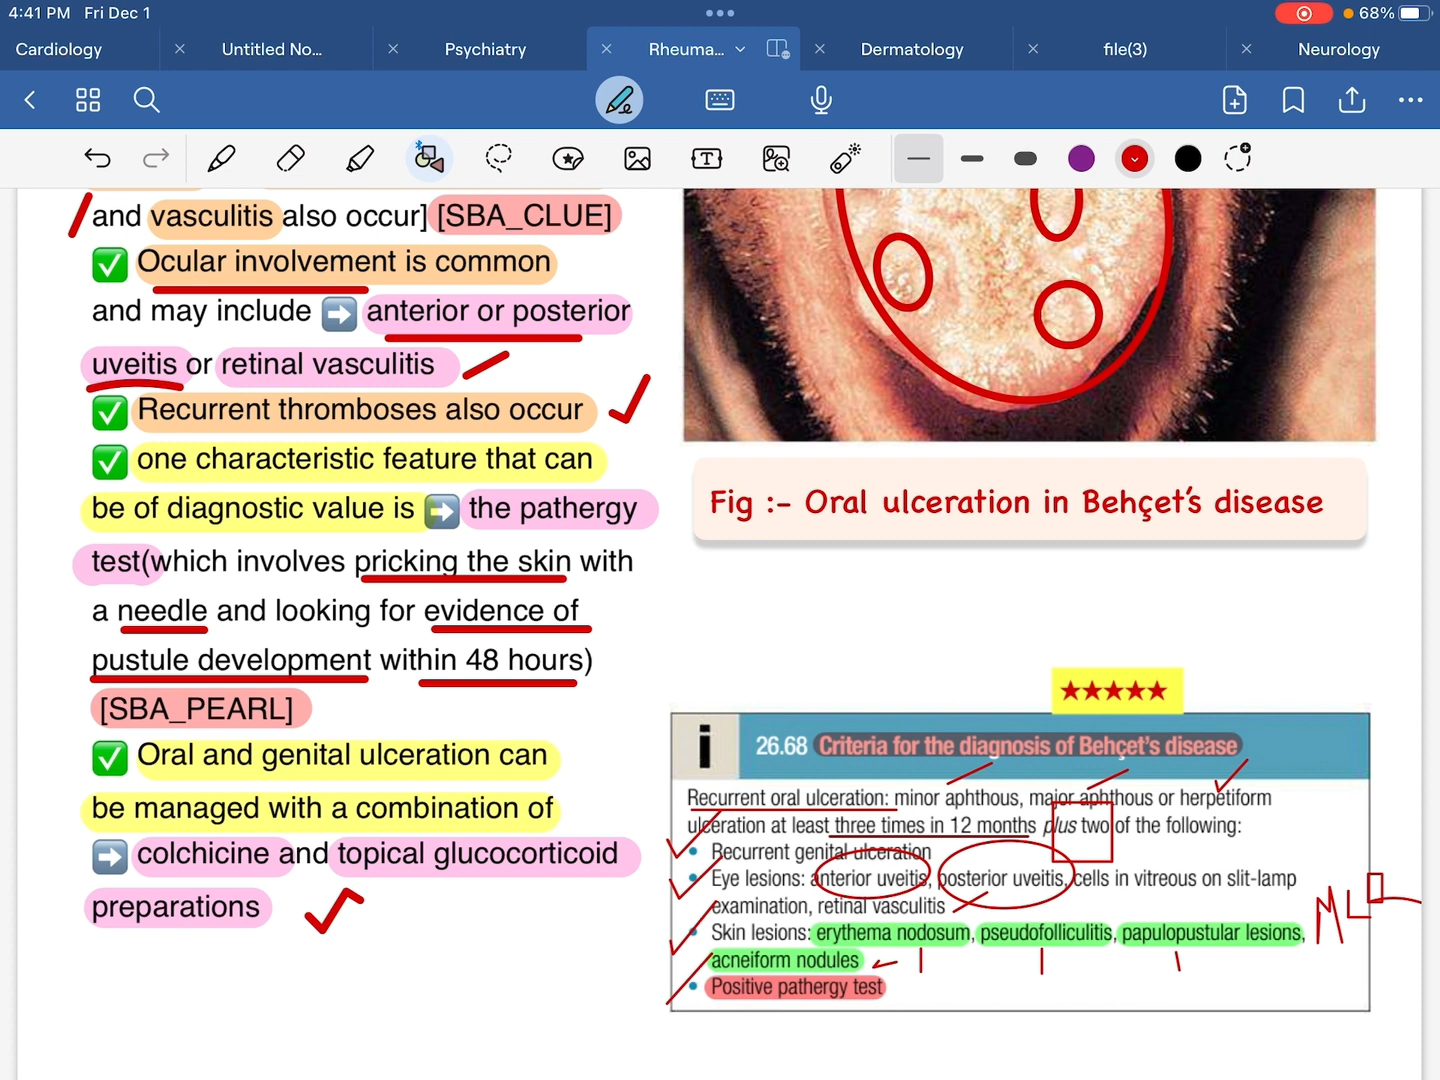 4:41 PM Fri Dec 1
68%
Cardiology
Untitled No...
Psychiatry
Rheuma...
Dermatology
file(3)
Neurology
and vasculitis also occur] [SBA_CLUE]
✅ Ocular involvement is common
and may include ➡️ anterior or posterior
uveitis or retinal vasculitis
✅ Recurrent thromboses also occur
✅ one characteristic feature that can
be of diagnostic value is ➡️ the pathergy
test(which involves pricking the skin with
a needle and looking for evidence of
pustule development within 48 hours)
[SBA_PEARL]
✅ Oral and genital ulceration can
be managed with a combination of
➡️ colchicine and topical glucocorticoid
preparations
Fig :- Oral ulceration in Behçet's disease
★★★★★
i 26.68 Criteria for the diagnosis of Behçet's disease
Recurrent oral ulceration: minor aphthous, major aphthous or herpetiform
ulceration at least three times in 12 months plus two of the following:
• Recurrent genital ulceration
• Eye lesions: anterior uveitis, posterior uveitis, cells in vitreous on slit-lamp
examination, retinal vasculitis
• Skin lesions: erythema nodosum, pseudofolliculitis, papulopustular lesions,
acneiform nodules
• Positive pathergy test